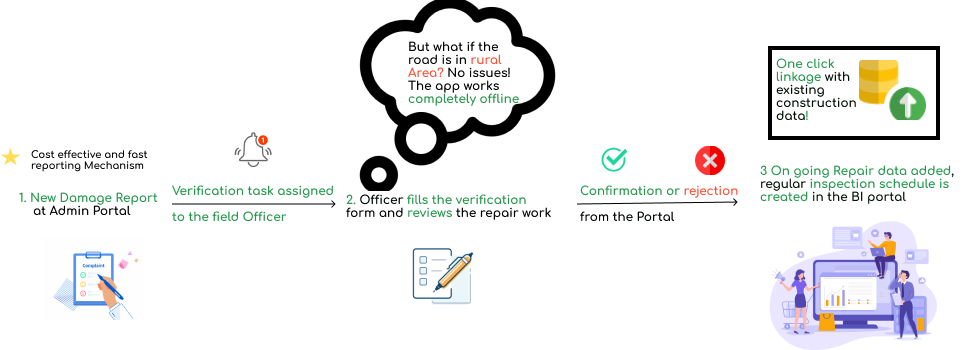 But what if the
road is in rural
Area? No issues!
The app works
completely offline
One click
linkage with
existing
construction
data!
1
Cost effective and fast
reporting Mechanism
1. New Damage Report
at Admin Portal
Verification task assigned
to the field Officer
2. Officer fills the verification
form and reviews the repair work
Confirmation or rejection
from the Portal
3 On going Repair data added,
regular inspection schedule is
created in the BI portal
Complaint